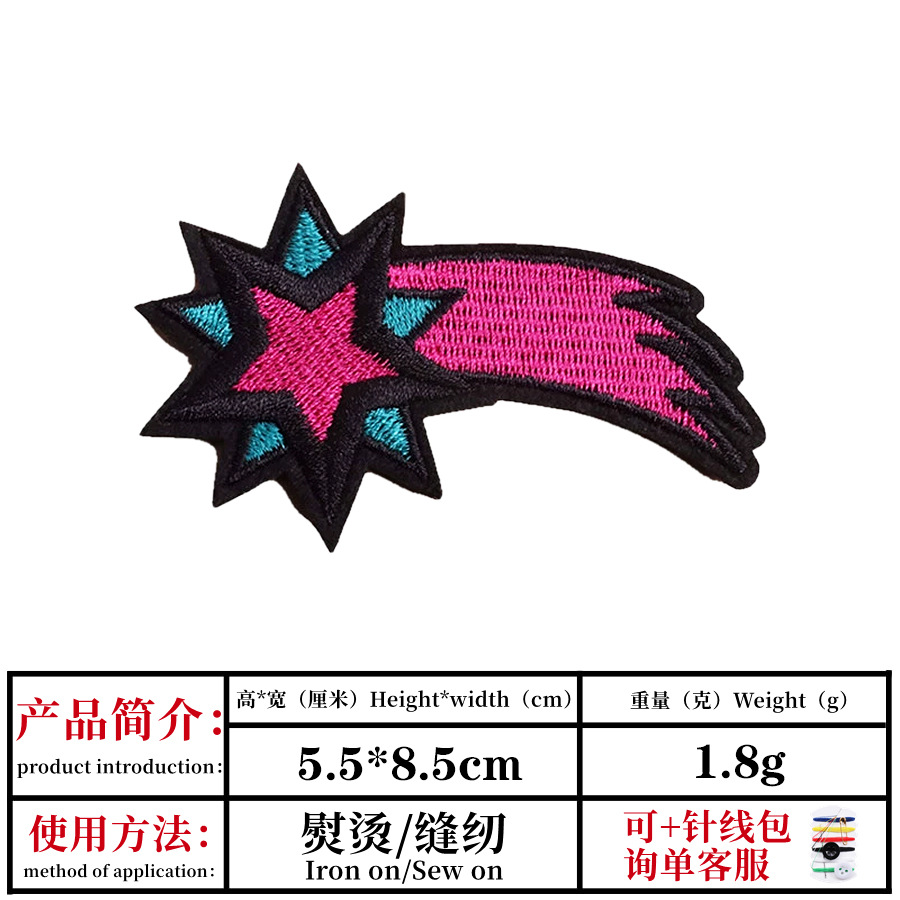 产品简介：
product introduction：
高*宽（厘米）Height*width（cm）
重量（克）Weight（g）
5.5*8.5cm
1.8g
使用方法：
method of application：
熨烫/缝纫
Iron on/Sew on
可+针线包
询单客服